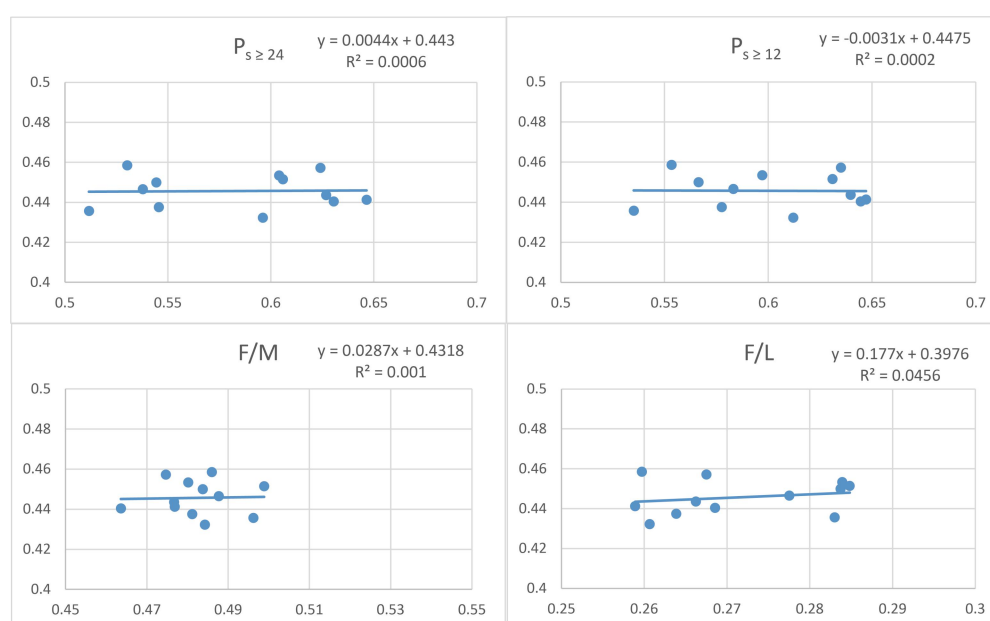 P s ≥ 24
y = 0.0044x + 0.443
R² = 0.0006
0.5
0.48
0.46
0.44
0.42
0.4
0.5 0.55 0.6 0.65 0.7
P s ≥ 12
y = -0.0031x + 0.4475
R² = 0.0002
0.5
0.48
0.46
0.44
0.42
0.4
0.5 0.55 0.6 0.65 0.7
F/M
y = 0.0287x + 0.4318
R² = 0.001
0.5
0.48
0.46
0.44
0.42
0.4
0.45 0.47 0.49 0.51 0.53 0.55
F/L
y = 0.177x + 0.3976
R² = 0.0456
0.5
0.48
0.46
0.44
0.42
0.4
0.25 0.26 0.27 0.28 0.29 0.3